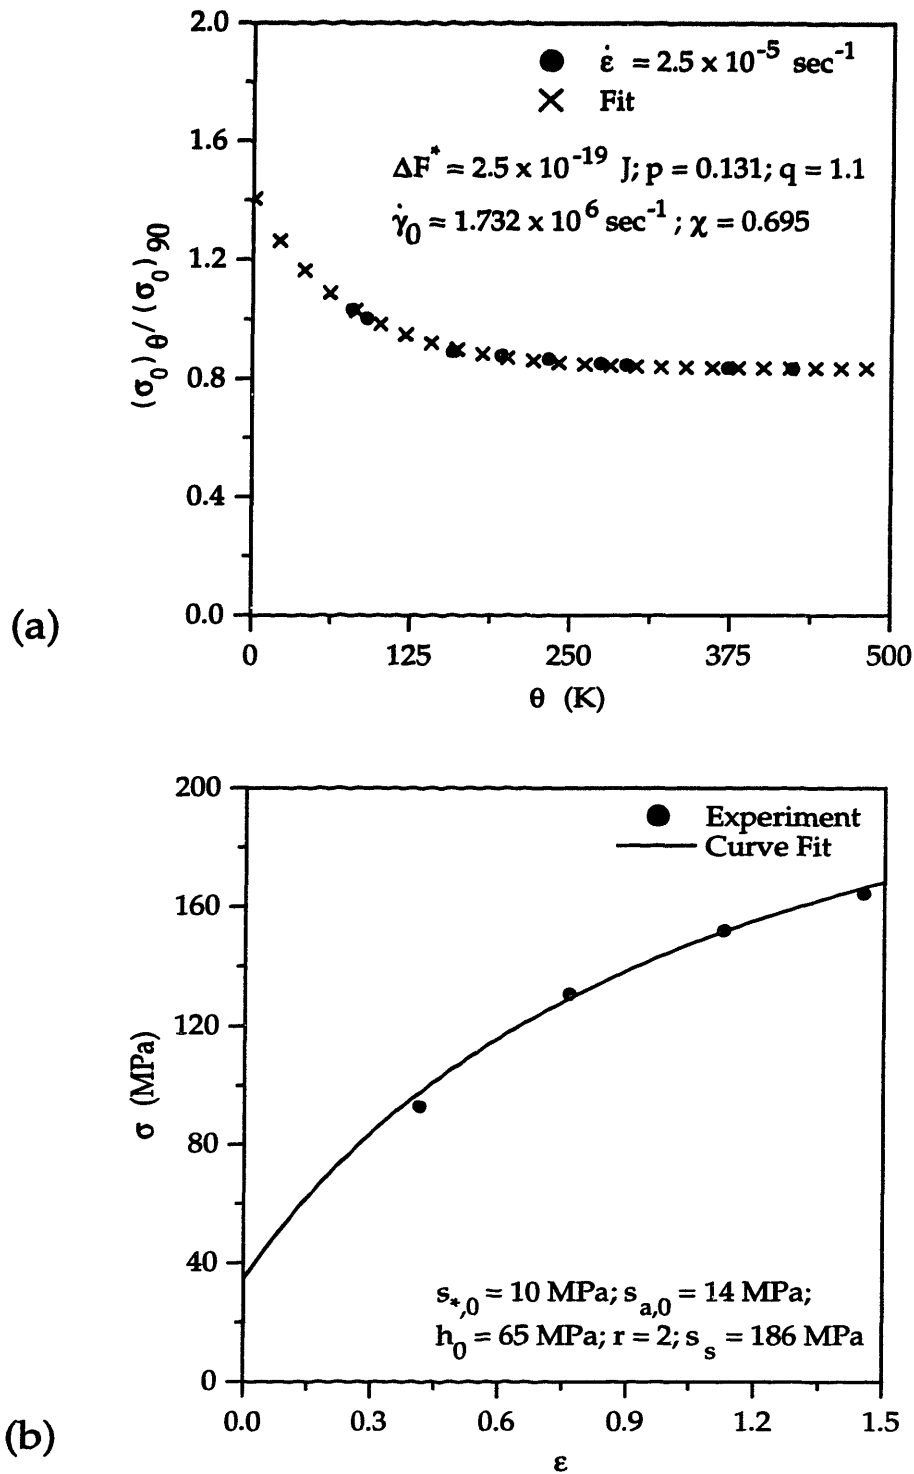 2.0
ε̇ = 2.5 x 10⁻⁵ sec⁻¹
Fit
1.6
ΔF* = 2.5 x 10⁻¹⁹ J; p = 0.131; q = 1.1
γ̇₀ = 1.732 x 10⁶ sec⁻¹ ; χ = 0.695
1.2
(σ₀)θ/(σ₀)₉₀
0.8
0.4
0.0
(a)
0 125 250 375 500
θ (K)
200
Experiment
Curve Fit
160
120
σ (MPa)
80
40
s*,0 = 10 MPa; sa,0 = 14 MPa;
h₀ = 65 MPa; r = 2; sₛ = 186 MPa
0
0.0 0.3 0.6 0.9 1.2 1.5
(b)
ε